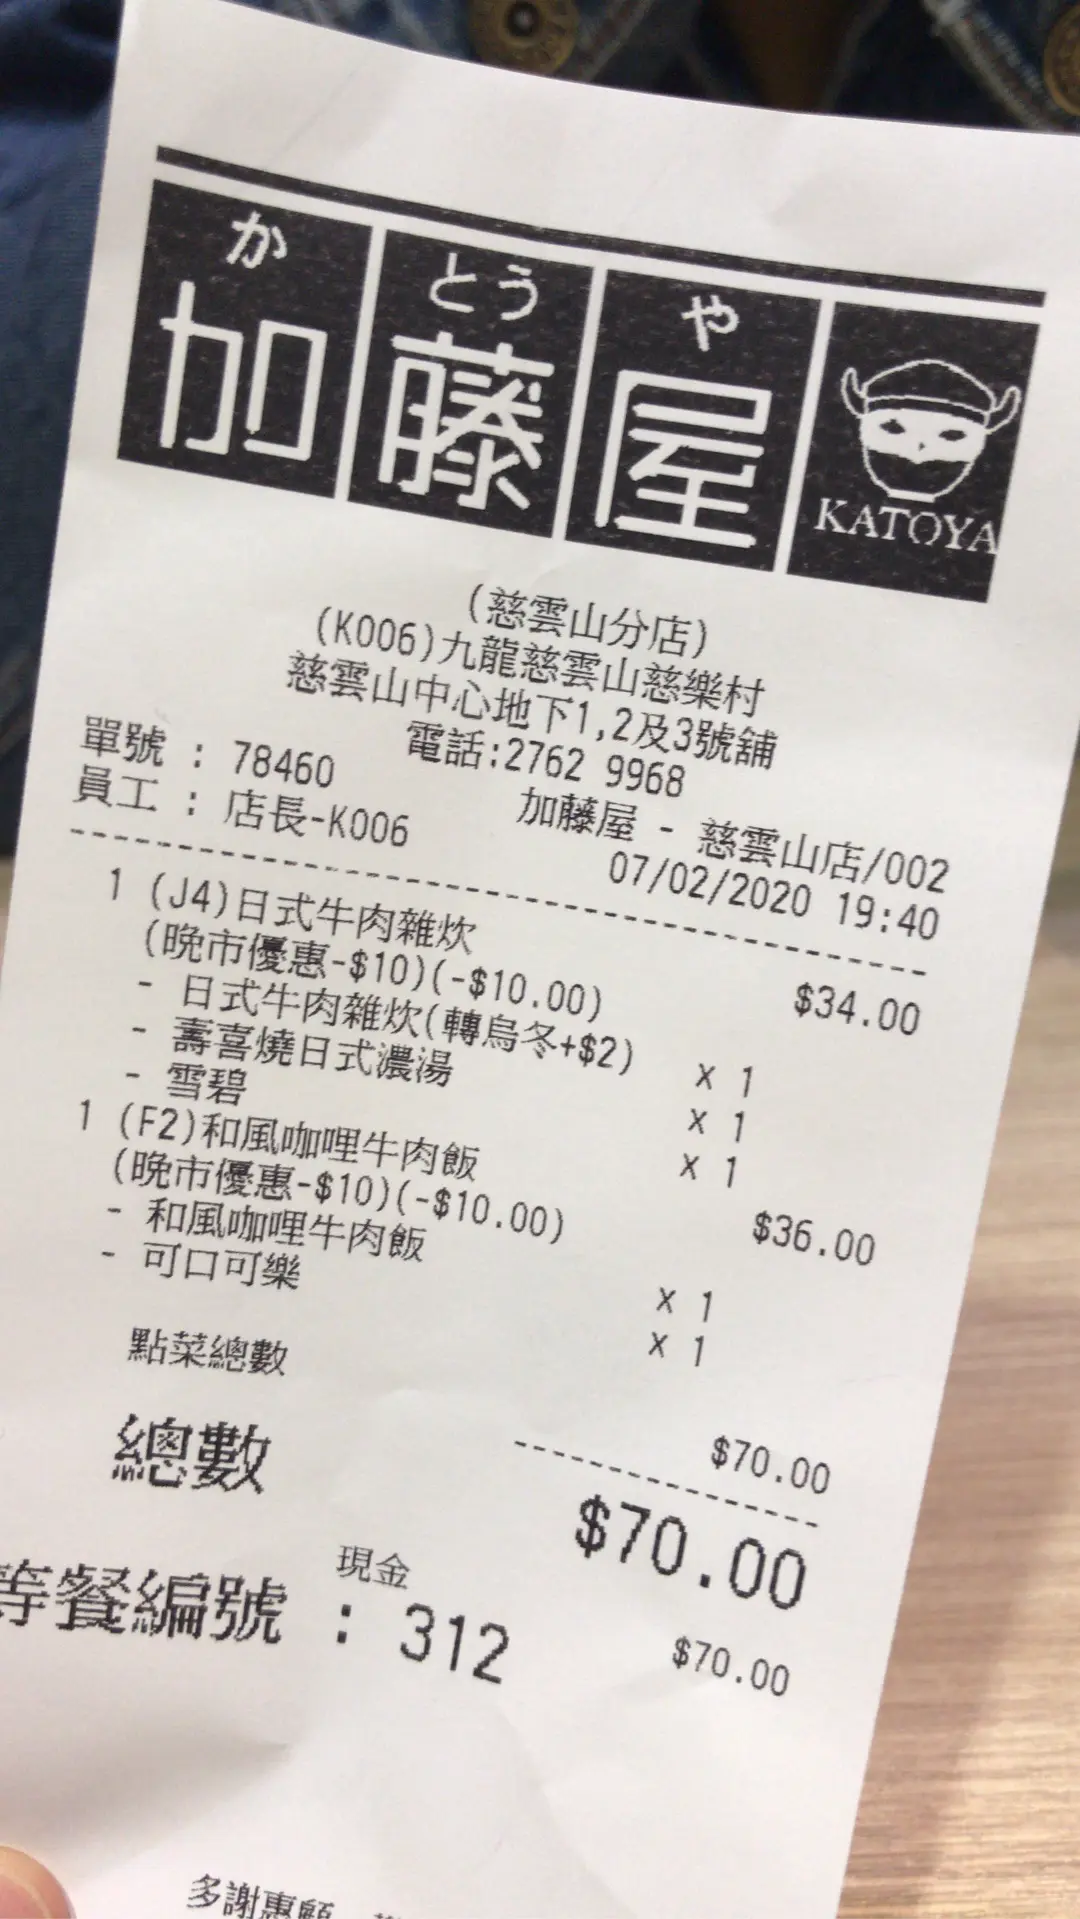 か とう や
加藤屋
KATOYA
(慈雲山分店)
(K006)九龍慈雲山慈樂村
慈雲山中心地下1,2及3號舖
電話:2762 9968
單號 : 78460 加藤屋 - 慈雲山店/002
員工 : 店長-K006 07/02/2020 19:40
1 (J4)日式牛肉雜炊 $34.00
(晚市優惠-$10)(-$10.00)
- 日式牛肉雜炊(轉烏冬+$2) x 1
- 壽喜燒日式濃湯 x 1
- 雪碧 x 1
1 (F2)和風咖哩牛肉飯 $36.00
(晚市優惠-$10)(-$10.00)
- 和風咖哩牛肉飯 x 1
- 可口可樂 x 1
點菜總數 $70.00
總數 $70.00
現金 $70.00
等餐編號 : 312
多謝惠顧